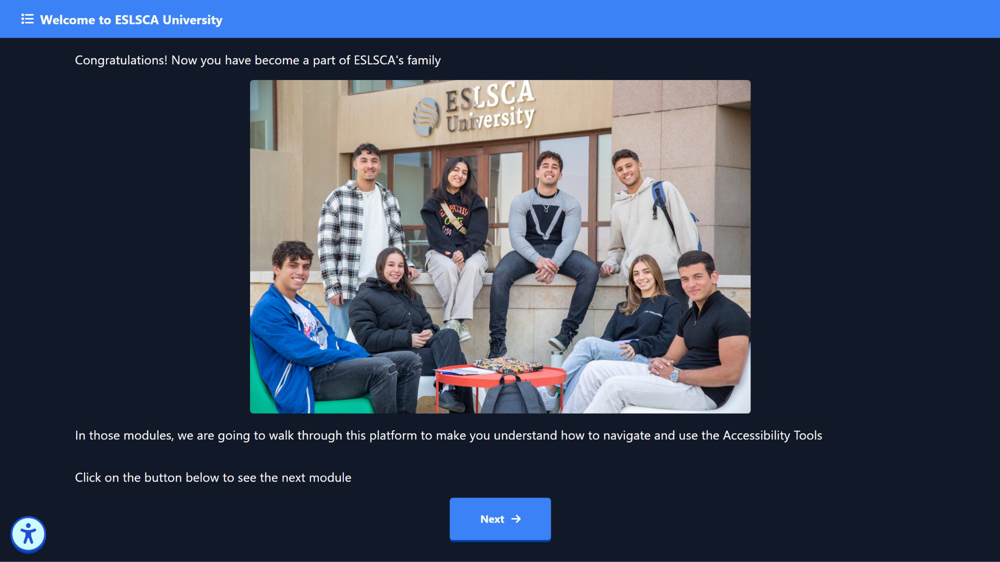 Welcome to ESLSCA University
Congratulations! Now you have become a part of ESLSCA's family
ESLSCA
University
In those modules, we are going to walk through this platform to make you understand how to navigate and use the Accessibility Tools
Click on the button below to see the next module
Next